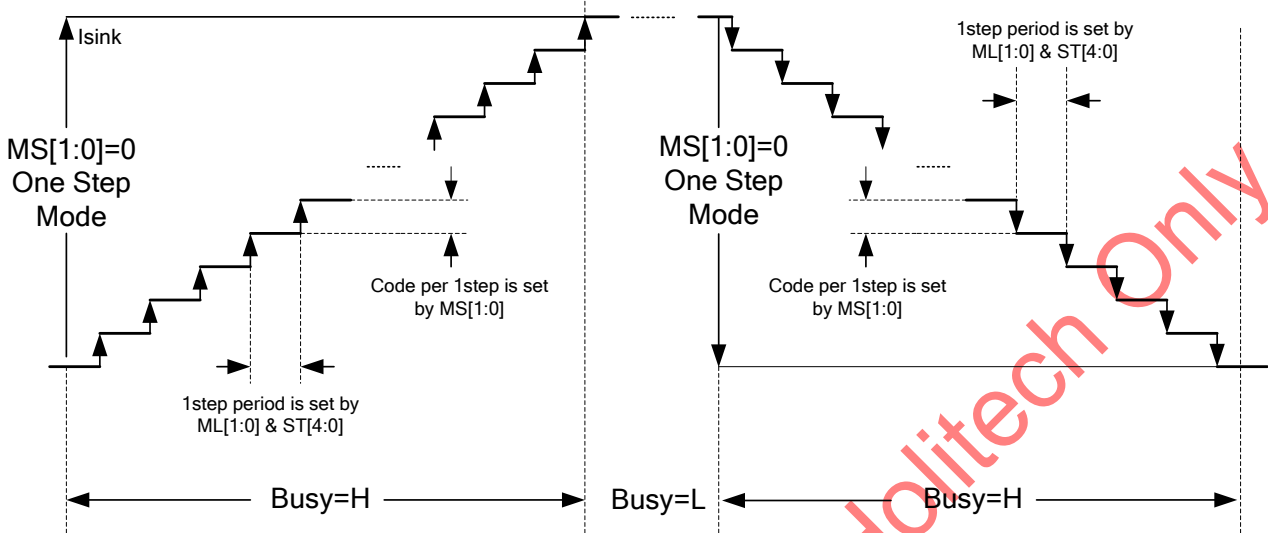 Isink
MS[1:0]=0
One Step
Mode
Code per 1step is set
by MS[1:0]
1step period is set by
ML[1:0] & ST[4:0]
Busy=H
Busy=L
1step period is set by
ML[1:0] & ST[4:0]
MS[1:0]=0
One Step
Mode
Code per 1step is set
by MS[1:0]
Busy=H
Only